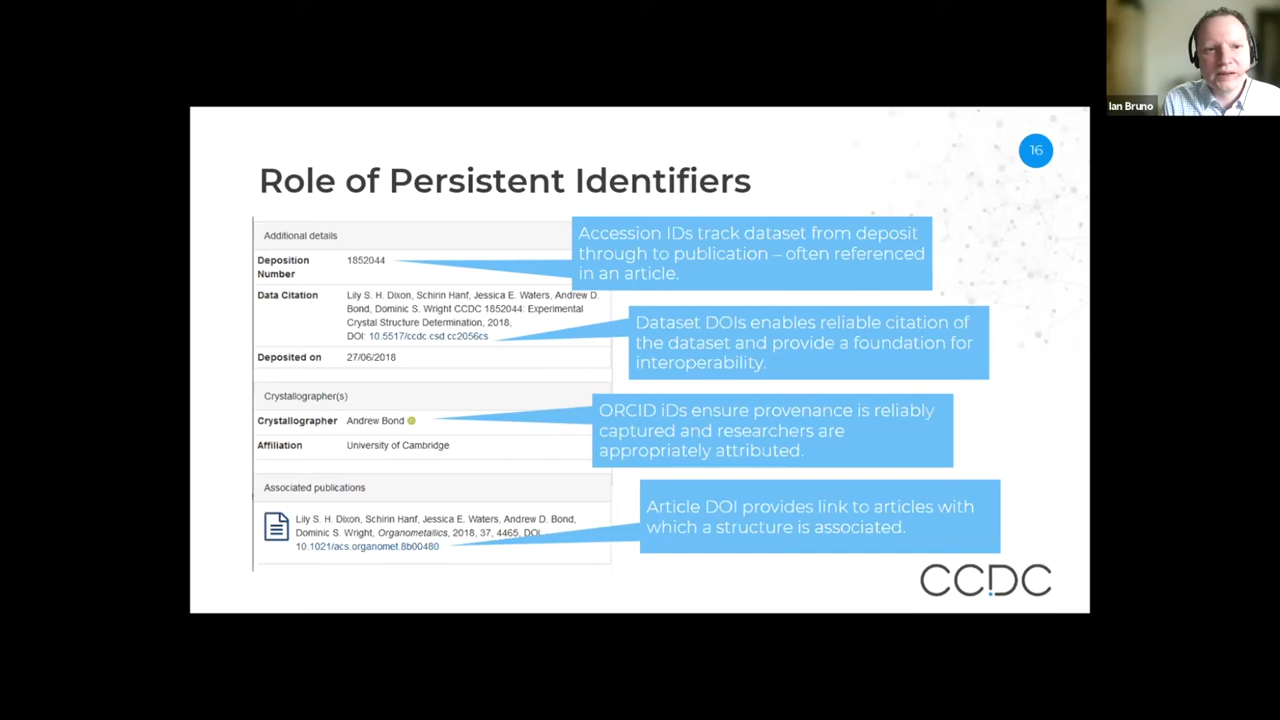 Ian Bruno
16
Role of Persistent Identifiers
Additional details
Deposition
Number
1852044
Accession IDs track dataset from deposit
through to publication – often referenced
in an article.
Data Citation
Lily S. H. Dixon, Schirin Hanf, Jessica E. Waters, Andrew D.
Bond, Dominic S. Wright CCDC 1852044: Experimental
Crystal Structure Determination, 2018,
DOI: 10.5517/ccdc.csd.cc2056cs
Dataset DOIs enables reliable citation of
the dataset and provide a foundation for
interoperability.
Deposited on
27/06/2018
Crystallographer(s)
Crystallographer
Andrew Bond
ORCID iDs ensure provenance is reliably
captured and researchers are
appropriately attributed.
Affiliation
University of Cambridge
Associated publications
Lily S. H. Dixon, Schirin Hanf, Jessica E. Waters, Andrew D. Bond,
Dominic S. Wright, Organometallics, 2018, 37, 4465, DOI:
10.1021/acs.organomet.8b00480
Article DOI provides link to articles with
which a structure is associated.
CCDC